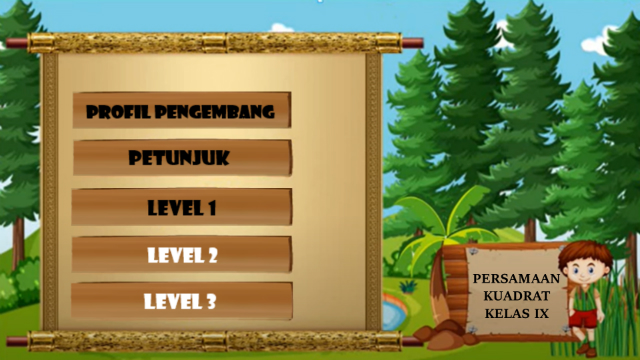 PROFIL PENGEMBANG
PETUNJUK
LEVEL 1
LEVEL 2
LEVEL 3
PERSAMAAN
KUADRAT
KELAS IX